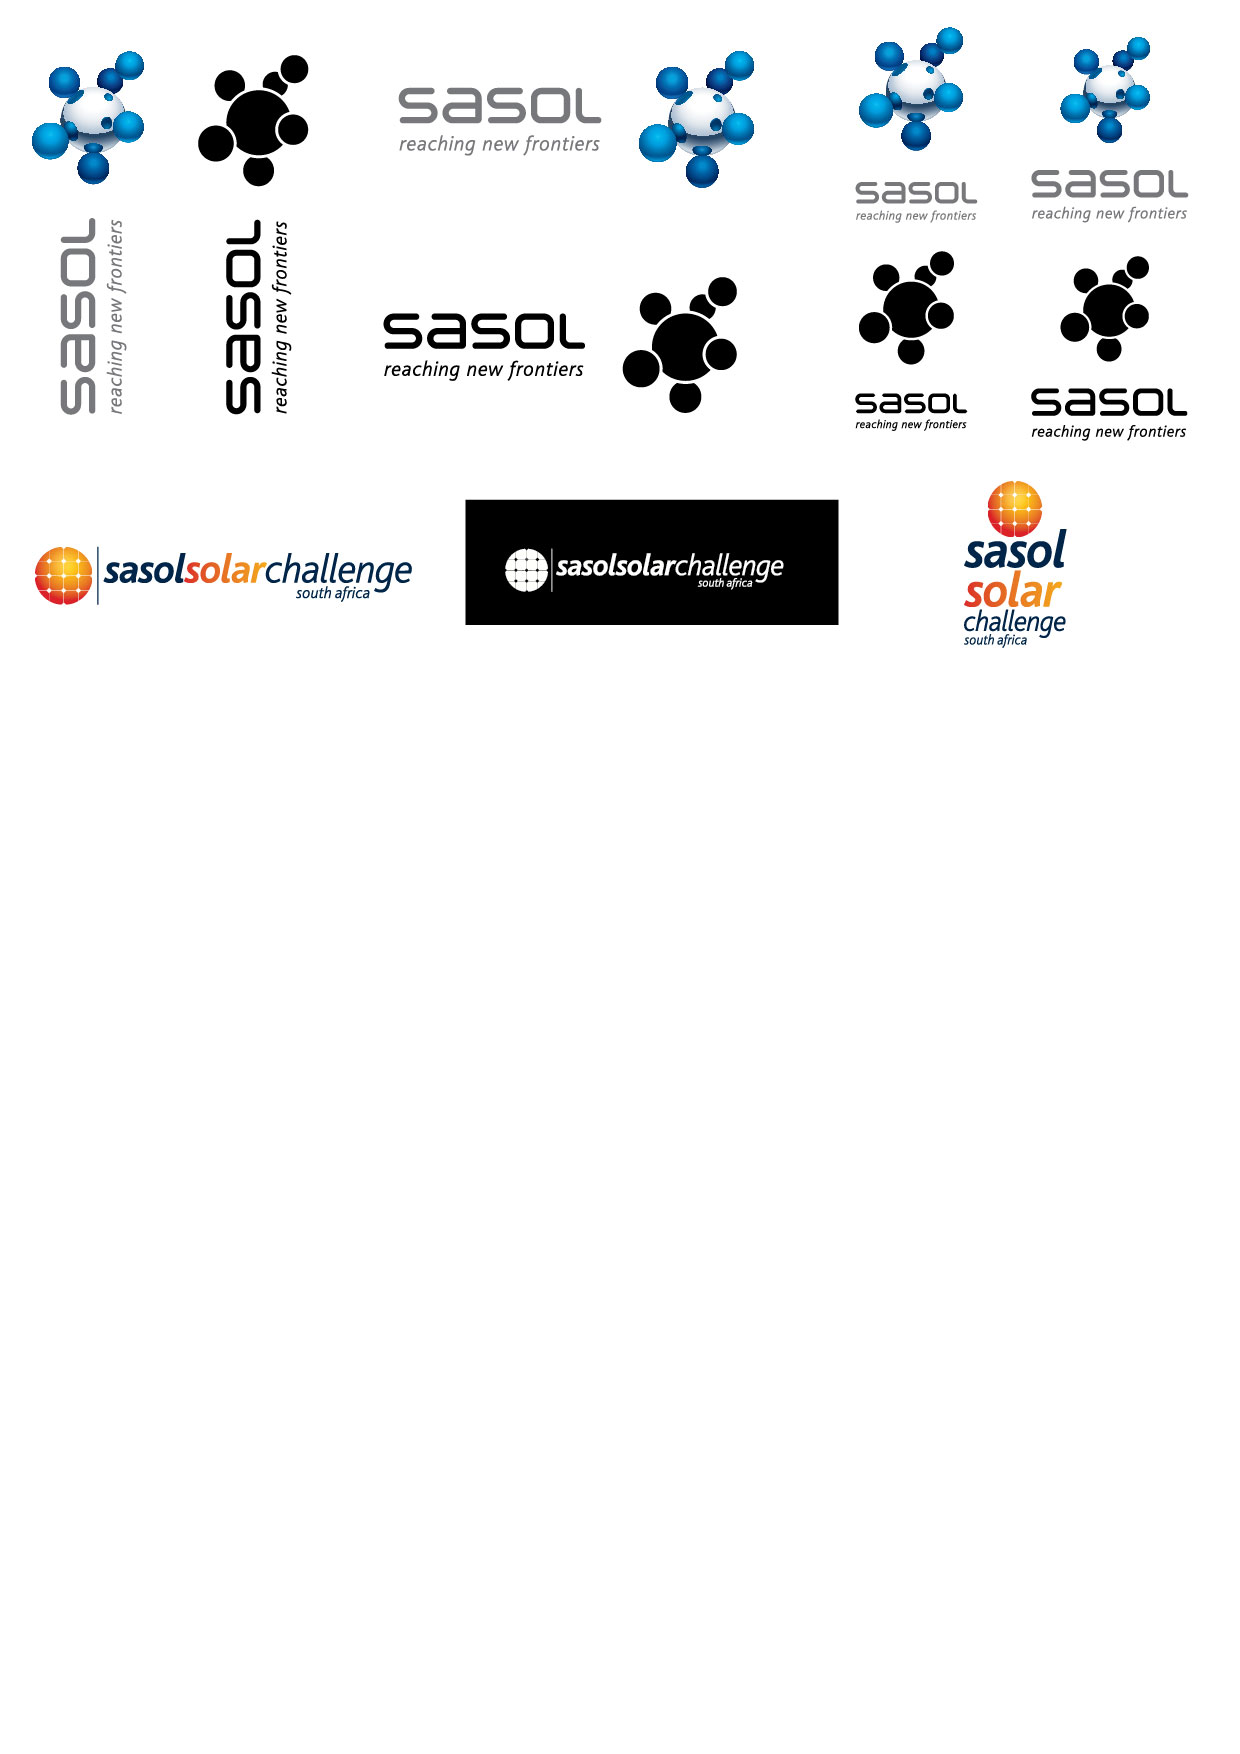 sasol
reaching new frontiers
sasol
reaching new frontiers
sasol
reaching new frontiers
sasol
reaching new frontiers
sasol
reaching new frontiers
sasol
reaching new frontiers
sasol
reaching new frontiers
sasol
reaching new frontiers
sasolsolarchallenge
south africa
sasolsolarchallenge
south africa
sasol
solar
challenge
south africa